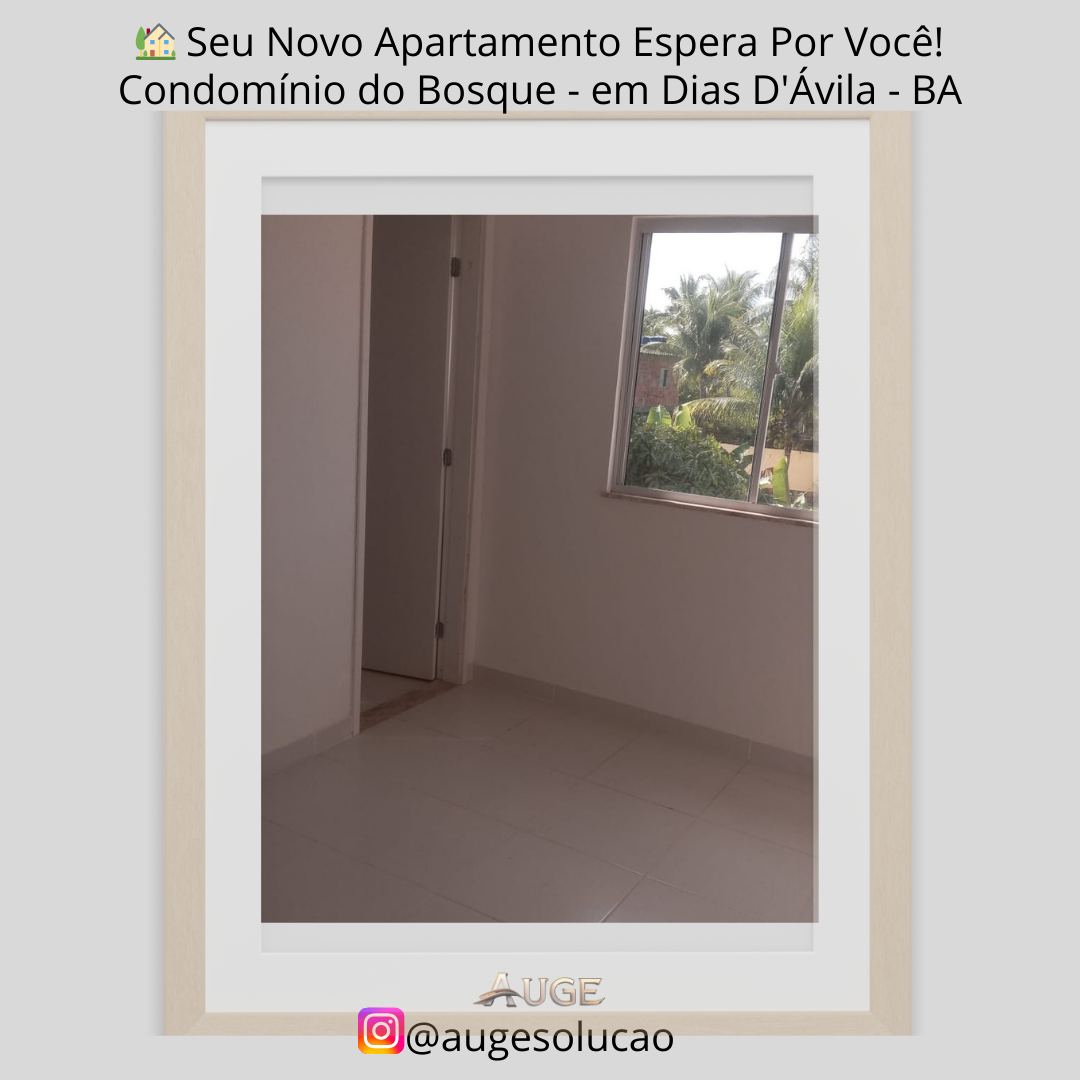 🏡 Seu Novo Apartamento Espera Por Você!
Condomínio do Bosque - em Dias D'Ávila - BA
AUGE
@augesolucao